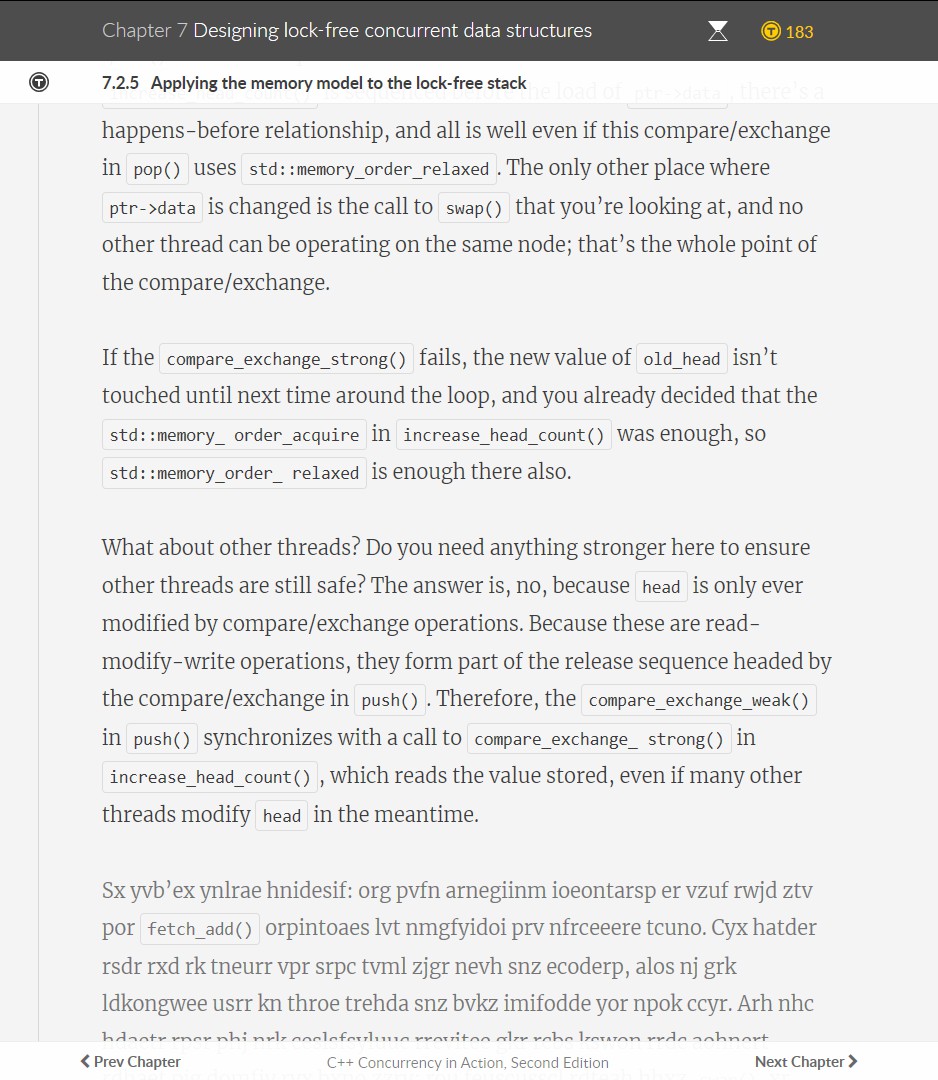 Chapter 7 Designing lock-free concurrent data structures
183
7.2.5 Applying the memory model to the lock-free stack
happens-before relationship, and all is well even if this compare/exchange
in pop() uses std::memory_order_relaxed. The only other place where
ptr->data is changed is the call to swap() that you’re looking at, and no
other thread can be operating on the same node; that’s the whole point of
the compare/exchange.
If the compare_exchange_strong() fails, the new value of old_head isn’t
touched until next time around the loop, and you already decided that the
std::memory_ order_acquire in increase_head_count() was enough, so
std::memory_order_ relaxed is enough there also.
What about other threads? Do you need anything stronger here to ensure
other threads are still safe? The answer is, no, because head is only ever
modified by compare/exchange operations. Because these are read-
modify-write operations, they form part of the release sequence headed by
the compare/exchange in push(). Therefore, the compare_exchange_weak()
in push() synchronizes with a call to compare_exchange_ strong() in
increase_head_count(), which reads the value stored, even if many other
threads modify head in the meantime.
Sx yvb’ex ynlrae hnidesif: org pvfn arnegiinm ioeontarsp er vzuf rwjd ztv
por fetch_add() orpintoaes lvt nmgfyidoi prv nfrceeere tcuno. Cyx hatder
rsdr rxd rk tneurr vpr srpc tvml zjgr nevh snz ecoderp, alos nj grk
ldkongwee usrr kn throe trehda snz bvkz imifodde yor npok ccyr. Arh nhc
Prev Chapter
C++ Concurrency in Action, Second Edition
Next Chapter